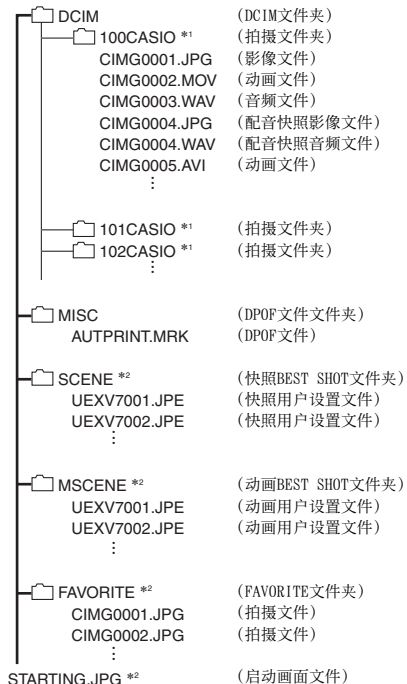 DCIM (DCIM文件夹)
100CASIO *1 (拍摄文件夹)
CIMG0001.JPG (影像文件)
CIMG0002.MOV (动画文件)
CIMG0003.WAV (音频文件)
CIMG0004.JPG (配音快照影像文件)
CIMG0004.WAV (配音快照音频文件)
CIMG0005.AVI (动画文件)
⋮
101CASIO *1 (拍摄文件夹)
102CASIO *1 (拍摄文件夹)
⋮
MISC (DPOF文件文件夹)
AUTPRINT.MRK (DPOF文件)
SCENE *2 (快照BEST SHOT文件夹)
UEXV7001.JPE (快照用户设置文件)
UEXV7002.JPE (快照用户设置文件)
⋮
MSCENE *2 (动画BEST SHOT文件夹)
UEXV7001.JPE (动画用户设置文件)
UEXV7002.JPE (动画用户设置文件)
⋮
FAVORITE *2 (FAVORITE文件夹)
CIMG0001.JPG (拍摄文件)
CIMG0002.JPG (拍摄文件)
⋮
STARTING.JPG *2 (启动画面文件)